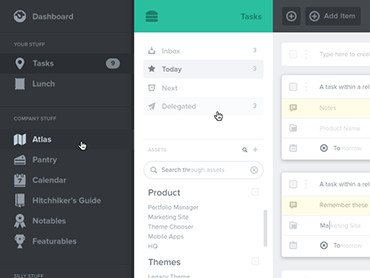 Dashboard
YOUR STUFF
Tasks 9
Lunch
COMPANY STUFF
Atlas
Pantry
Calendar
Hitchhiker's Guide
Notables
Featurables
SILLY STUFF
Tasks
Inbox 3
Today 3
Next
Delegated 3
ASSETS
Search through assets
Product
Portfolio Manager
Marketing Site
Theme Chooser
Mobile Apps
HQ
Themes
Legacy Theme
Add Item
Type here to create
A task within a rel
Notes
Product Name
Tomorrow
A task within a rel
Remember these
Marketing Site
Tomorrow